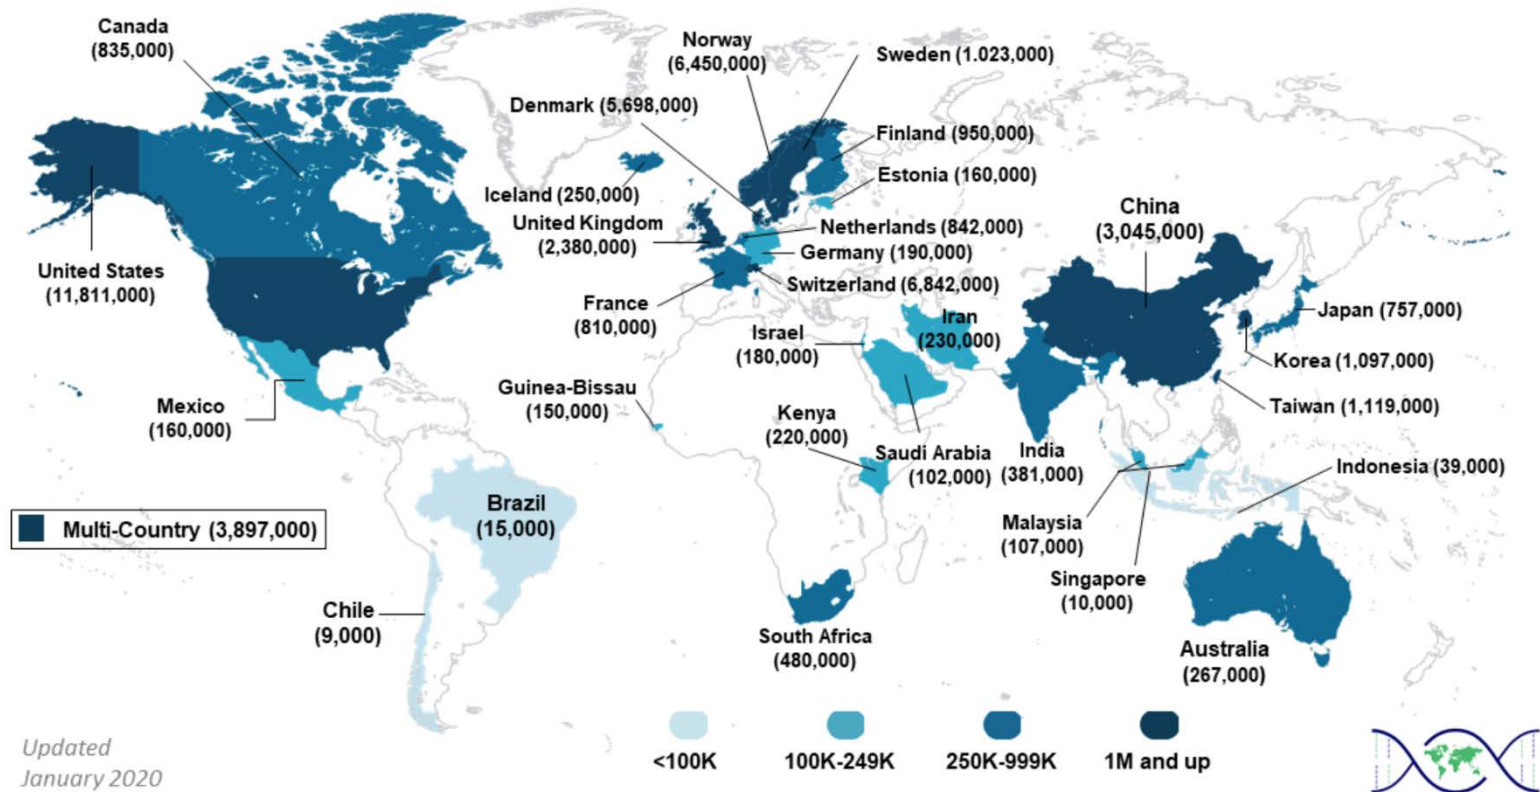 Canada
(835,000)
Norway
(6,450,000)
Sweden (1.023,000)
Denmark (5,698,000)
Finland (950,000)
Estonia (160,000)
Iceland (250,000)
United Kingdom
(2,380,000)
Netherlands (842,000)
Germany (190,000)
Switzerland (6,842,000)
China
(3,045,000)
United States
(11,811,000)
France
(810,000)
Israel
(180,000)
Iran
(230,000)
Japan (757,000)
Korea (1,097,000)
Taiwan (1,119,000)
Mexico
(160,000)
Guinea-Bissau
(150,000)
Kenya
(220,000)
Saudi Arabia
(102,000)
India
(381,000)
Indonesia (39,000)
Brazil
(15,000)
Malaysia
(107,000)
Singapore
(10,000)
Multi-Country (3,897,000)
Chile
(9,000)
South Africa
(480,000)
Australia
(267,000)
Updated
January 2020
<100K
100K-249K
250K-999K
1M and up